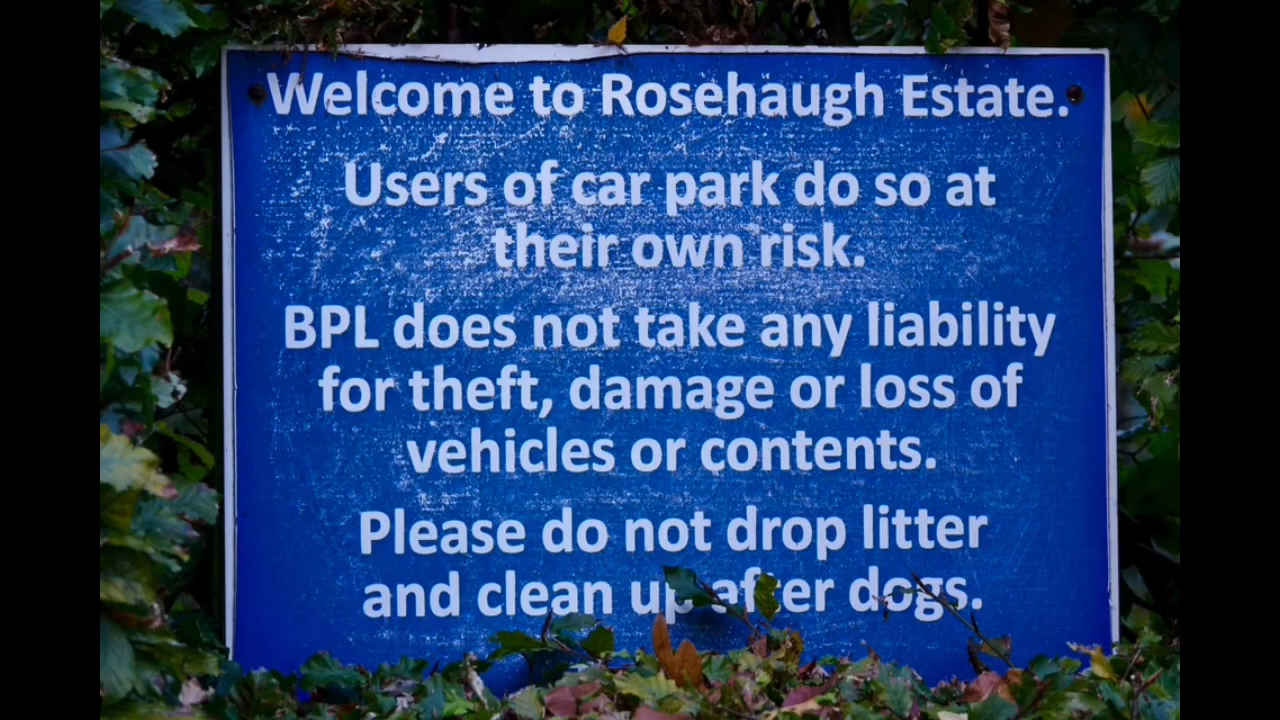 Welcome to Rosehaugh Estate.
Users of car park do so at
their own risk.
BPL does not take any liability
for theft, damage or loss of
vehicles or contents.
Please do not drop litter
and clean up after dogs.